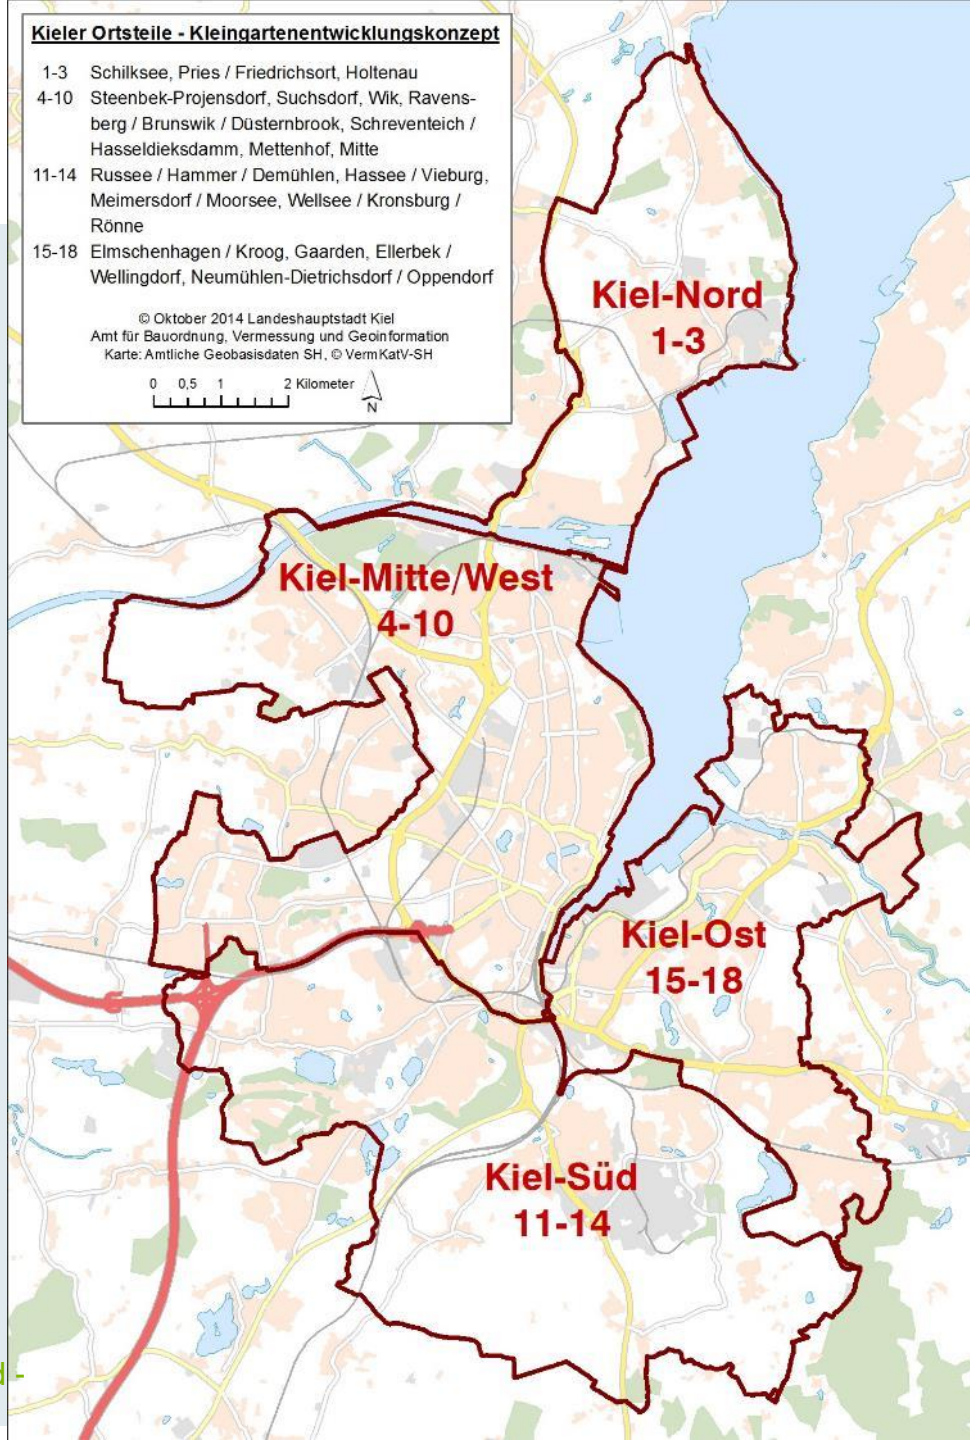 Kieler Ortsteile - Kleingartenentwicklungskonzept
1-3 Schilksee, Pries / Friedrichsort, Holtenau
4-10 Steenbek-Projensdorf, Suchsdorf, Wik, Ravens-
berg / Brunswik / Düsternbrook, Schreventeich /
Hasseldieksdamm, Mettenhof, Mitte
11-14 Russee / Hammer / Demühlen, Hassee / Vieburg,
Meimersdorf / Moorsee, Wellsee / Kronsburg /
Rönne
15-18 Elmschenhagen / Kroog, Gaarden, Ellerbek /
Wellingdorf, Neumühlen-Dietrichsdorf / Oppendorf
© Oktober 2014 Landeshauptstadt Kiel
Amt für Bauordnung, Vermessung und Geoinformation
Karte: Amtliche Geobasisdaten SH, © VermKatV-SH
0 0,5 1 2 Kilometer
N
Kiel-Nord
1-3
Kiel-Mitte/West
4-10
Kiel-Ost
15-18
Kiel-Süd
11-14